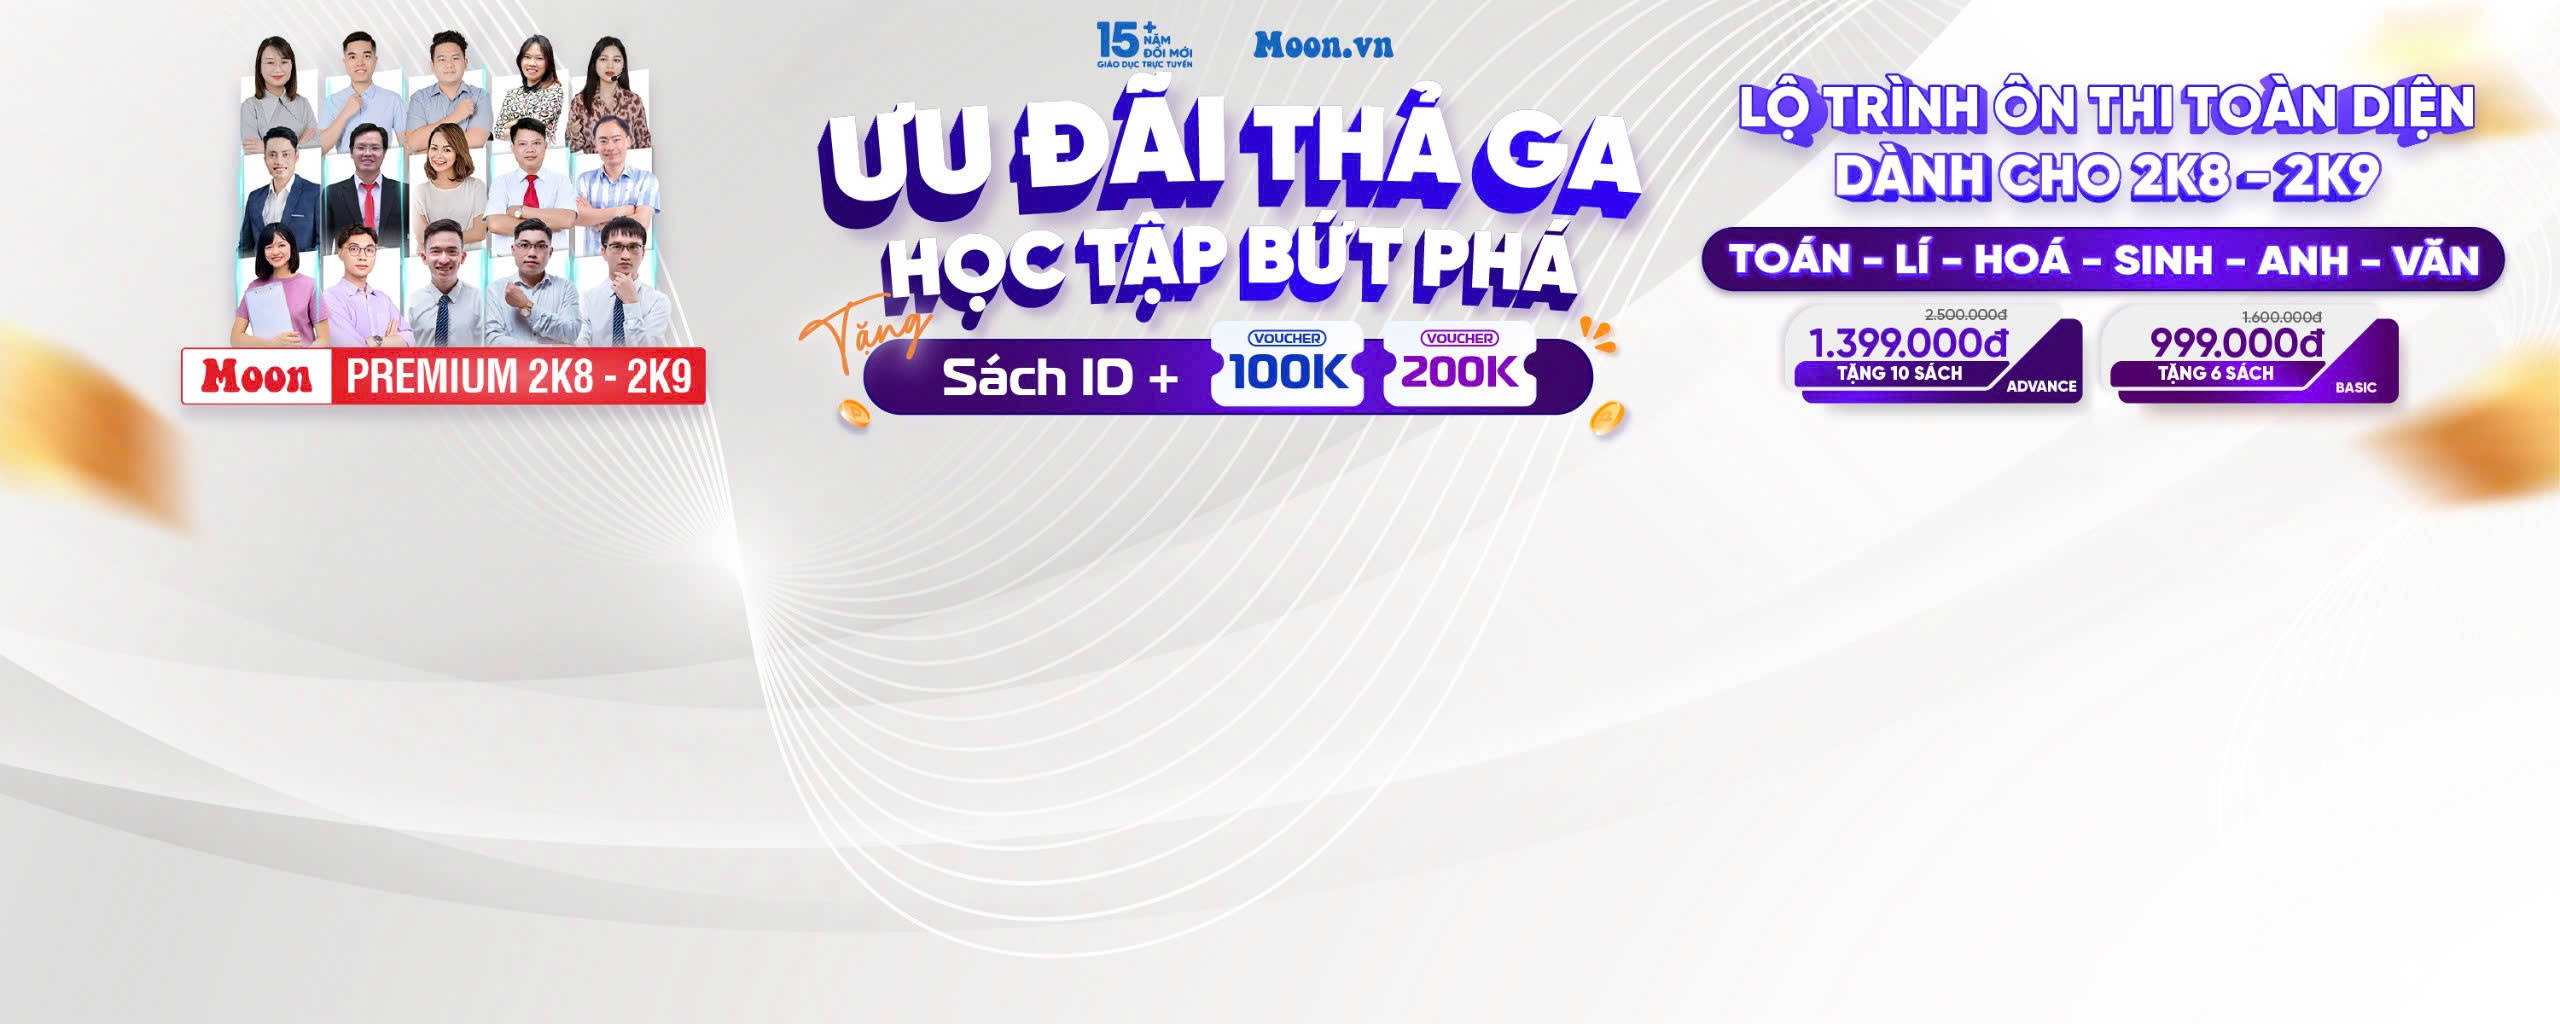 Moon
PREMIUM 2K8 - 2K9
15+ NĂM
ĐỔI MỚI
GIÁO DỤC TRỰC TUYẾN
Moon.vn
ƯU ĐÃI THẢ GA
HỌC TẬP BỨT PHÁ
Tặng
Sách ID +
VOUCHER
100K
VOUCHER
200K
LỘ TRÌNH ÔN THI TOÀN DIỆN
DÀNH CHO 2K8 - 2K9
TOÁN - LÍ - HOÁ - SINH - ANH - VĂN
2.500.000đ
1.399.000đ
TẶNG 10 SÁCH
ADVANCE
1.600.000đ
999.000đ
TẶNG 6 SÁCH
BASIC